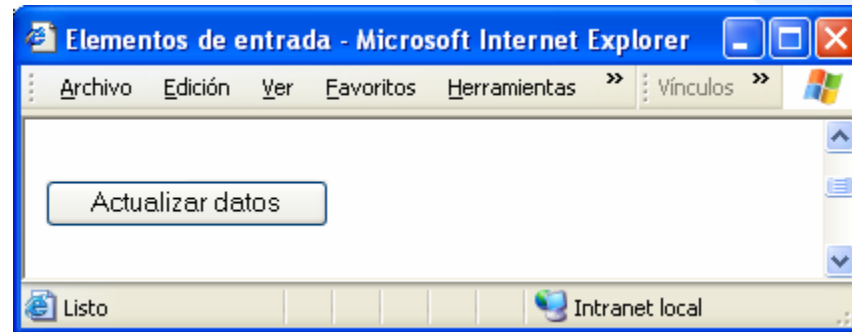 Elementos de entrada - Microsoft Internet Explorer
Archivo Edición Ver Favoritos Herramientas » Vínculos »
Actualizar datos
Listo Intranet local